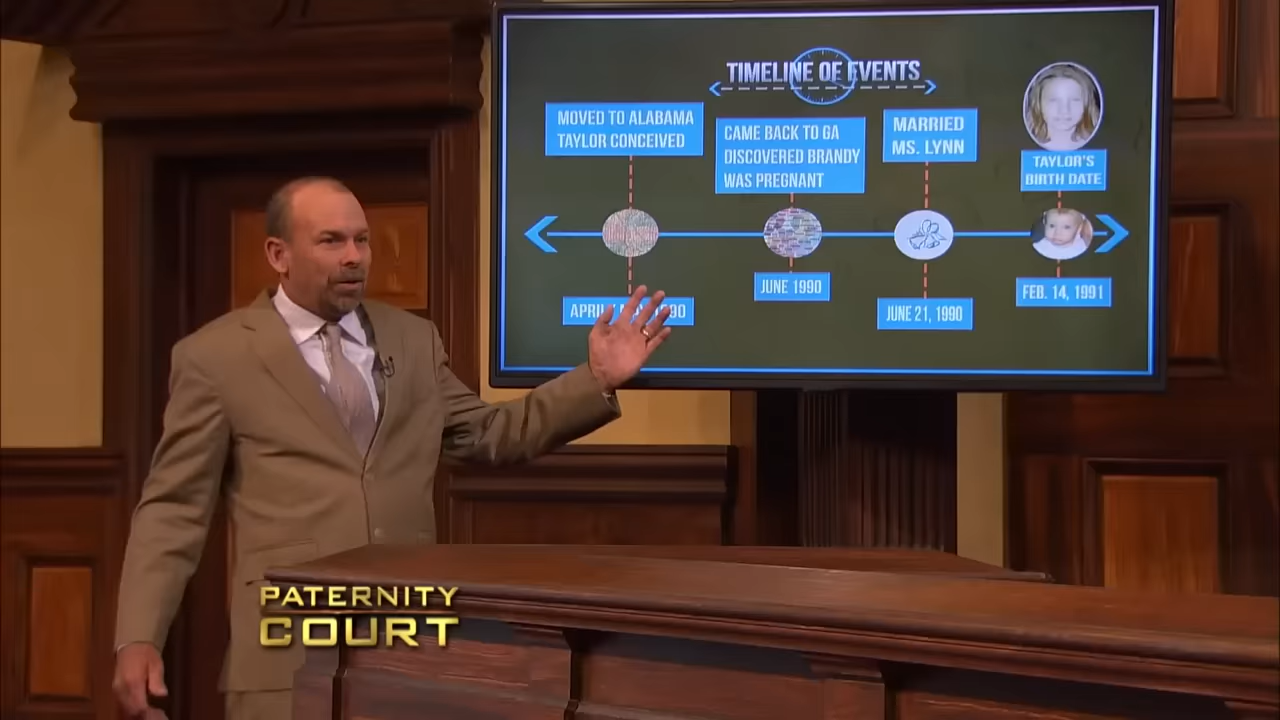 TIMELINE OF EVENTS
MOVED TO ALABAMA
TAYLOR CONCEIVED
CAME BACK TO GA
DISCOVERED BRANDY
WAS PREGNANT
MARRIED
MS. LYNN
TAYLOR'S
BIRTH DATE
JUNE 1990
JUNE 21, 1990
FEB. 14, 1991
PATERNITY
COURT